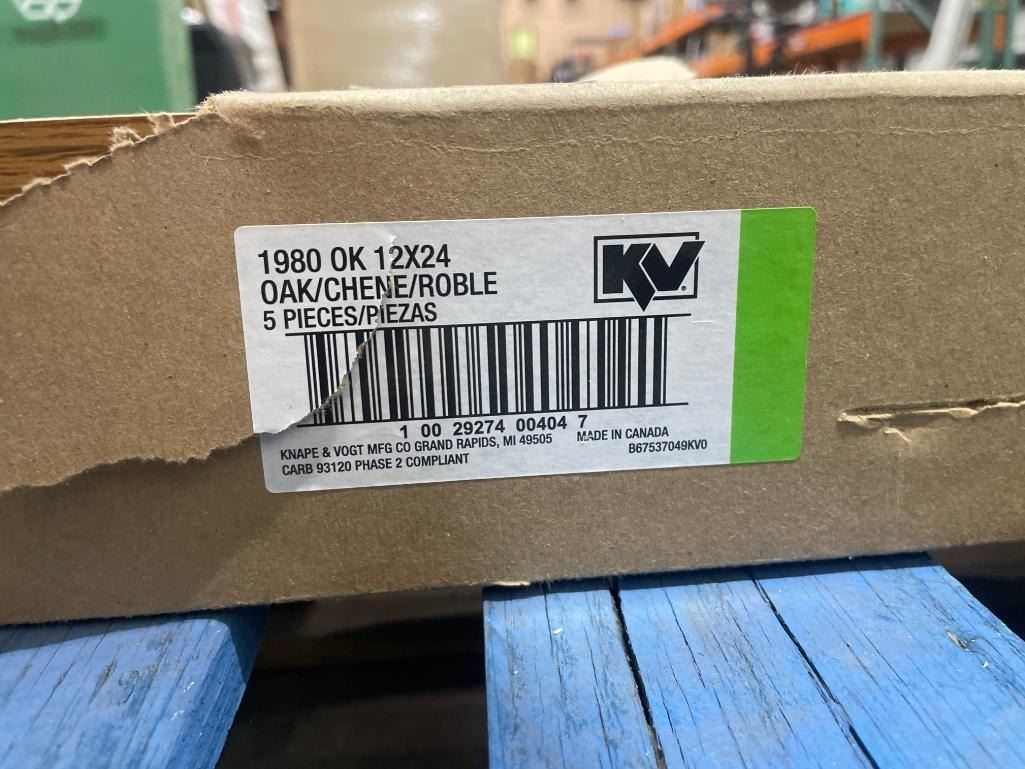 1980 OK 12X24
OAK/CHENE/ROBLE
5 PIECES/PIEZAS
KV
1 00 29274 00404 7
KNAPE & VOGT MFG CO GRAND RAPIDS, MI 49505
MADE IN CANADA
CARB 93120 PHASE 2 COMPLIANT
B67537049KV0